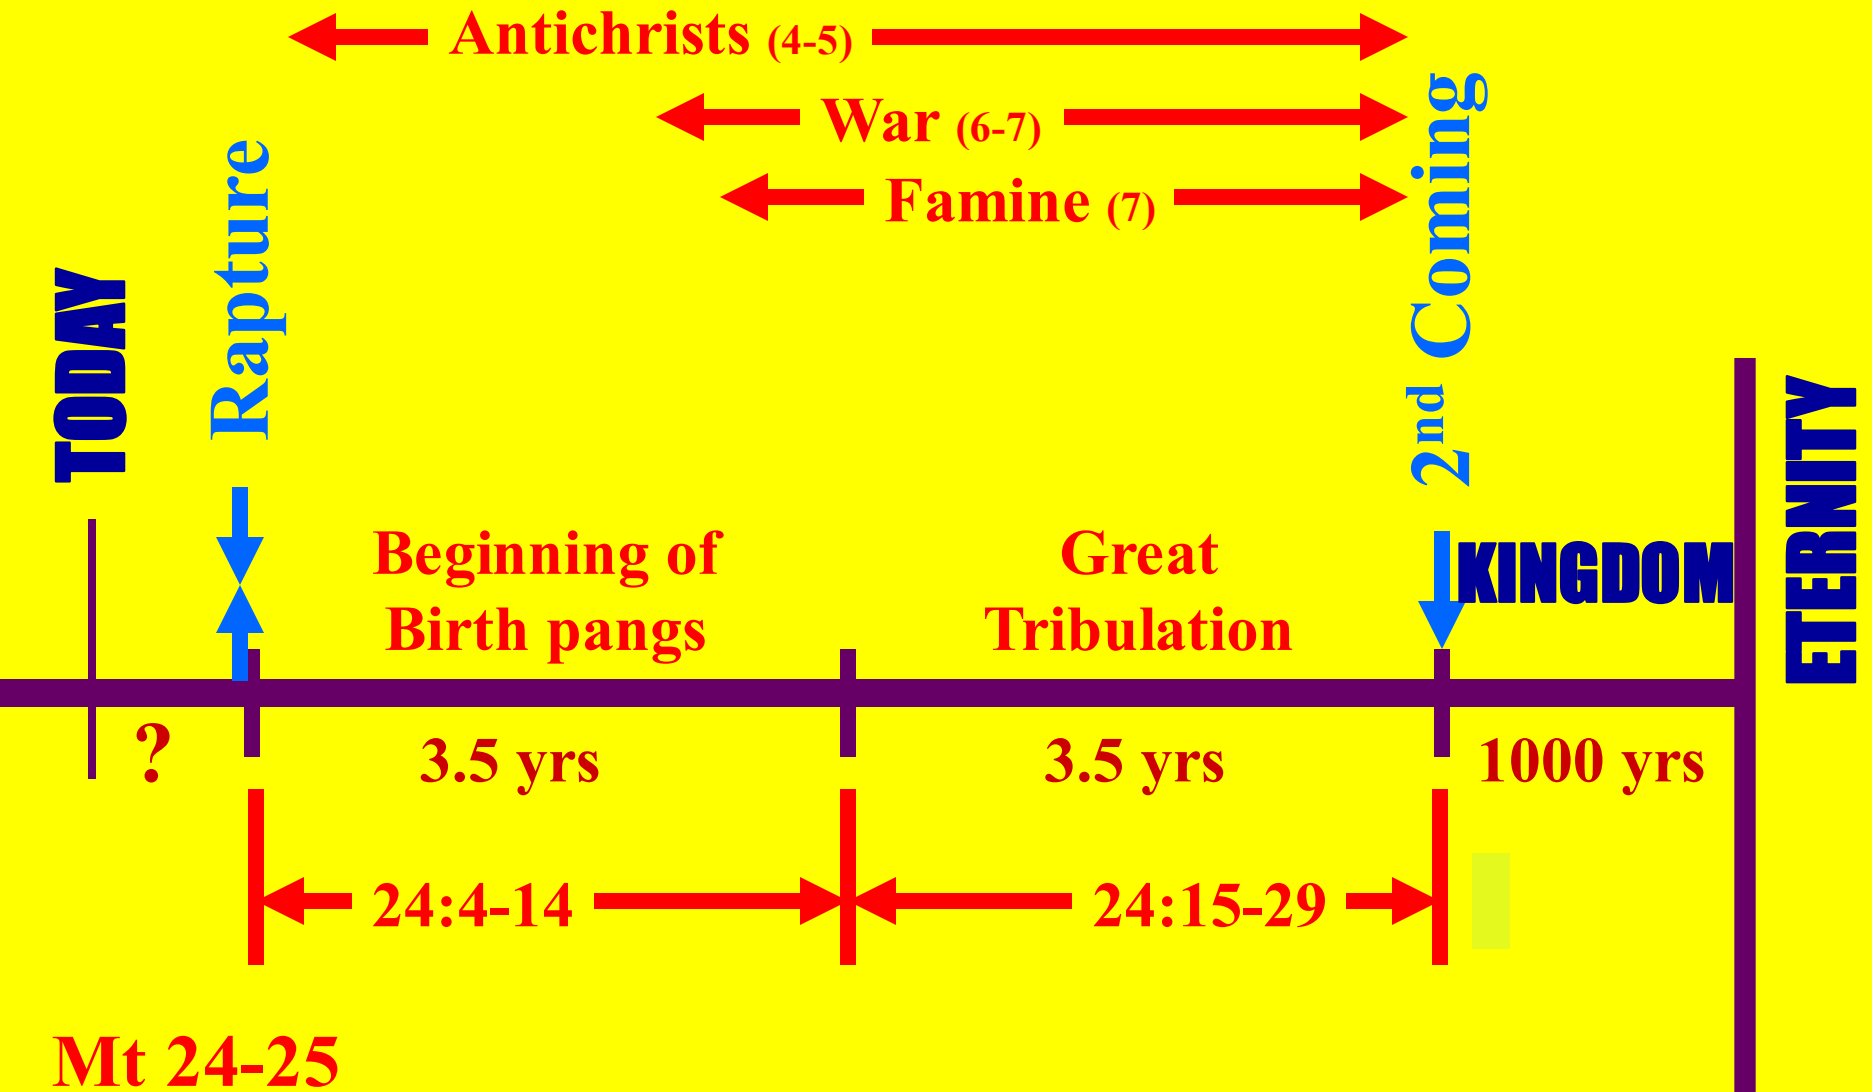 Antichrists (4-5)
War (6-7)
Famine (7)
TODAY
Rapture
2nd Coming
ETERNITY
Beginning of
Birth pangs
Great
Tribulation
KINGDOM
?
3.5 yrs
3.5 yrs
1000 yrs
24:4-14
24:15-29
Mt 24-25